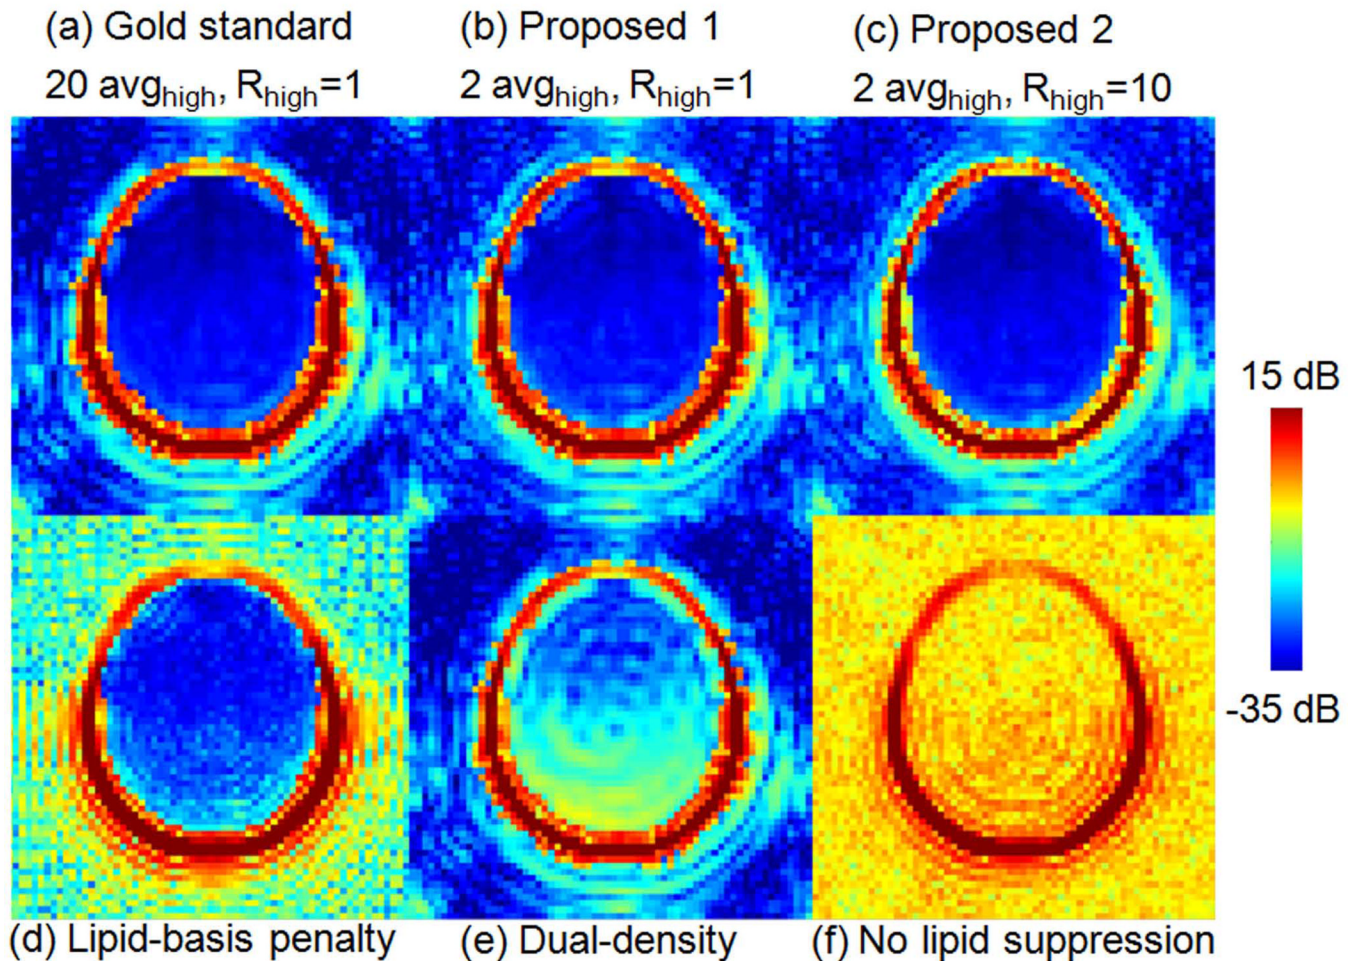 (a) Gold standard
(b) Proposed 1
(c) Proposed 2
20 avg_high, R_high=1
2 avg_high, R_high=1
2 avg_high, R_high=10
15 dB
-35 dB
(d) Lipid-basis penalty
(e) Dual-density
(f) No lipid suppression